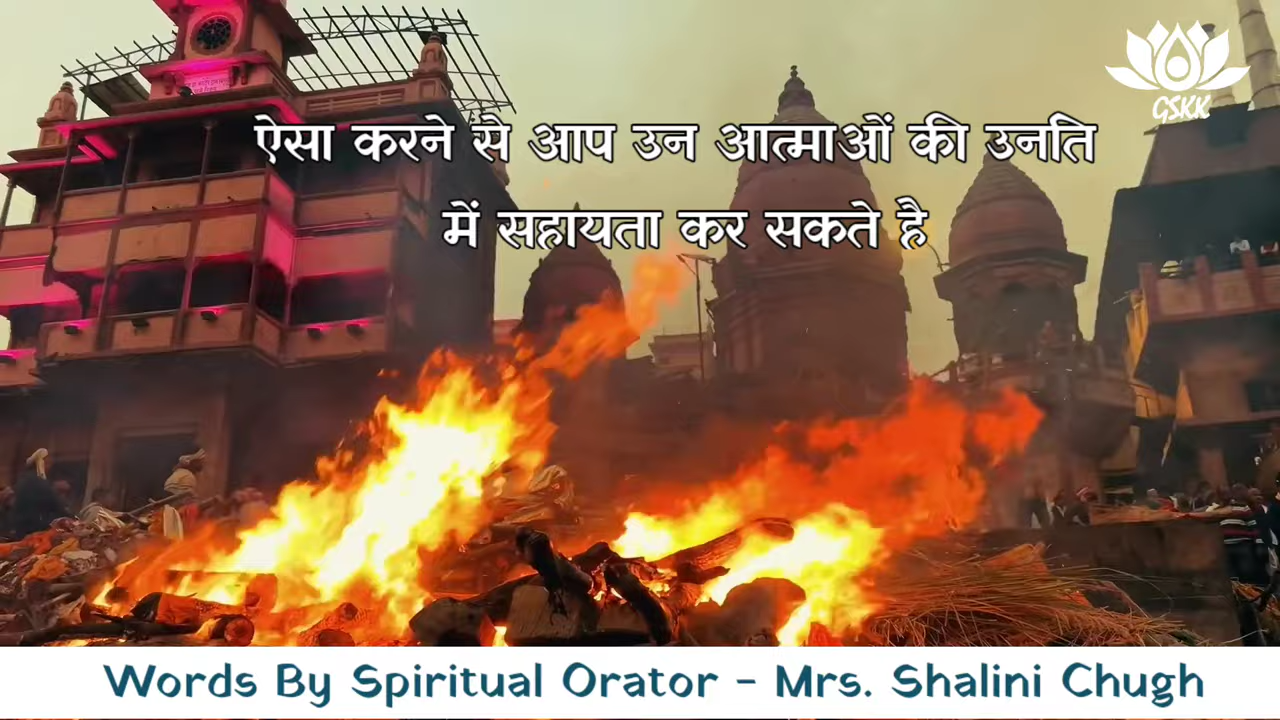 GSKK
ऐसा करने से आप उन आत्माओं की उनति
में सहायता कर सकते है
Words By Spiritual Orator - Mrs. Shalini Chugh